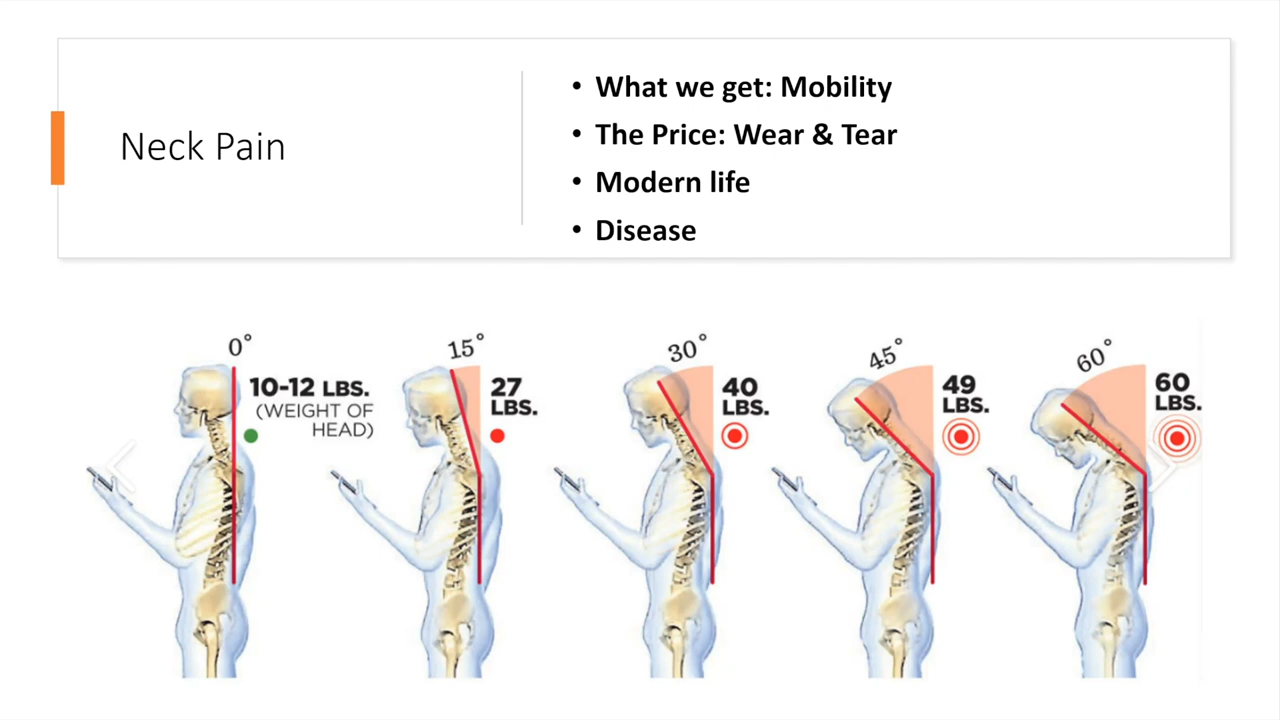 Neck Pain
• What we get: Mobility
• The Price: Wear & Tear
• Modern life
• Disease
0°
10-12 LBS.
(WEIGHT OF
HEAD)
15°
27
LBS.
30°
40
LBS.
45°
49
LBS.
60°
60
LBS.